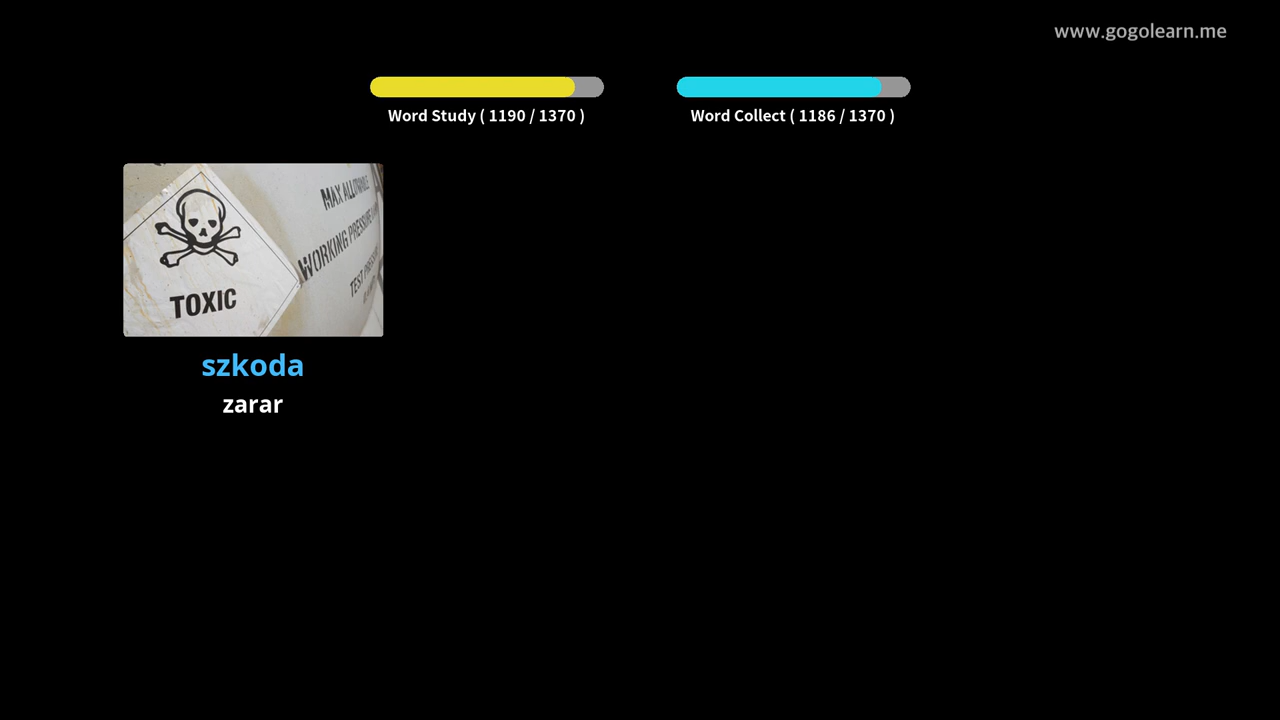 www.gogolearn.me
Word Study ( 1190 / 1370 )
Word Collect ( 1186 / 1370 )
MAX
WORKING PRESSURE
TEST
TOXIC
szkoda
zarar